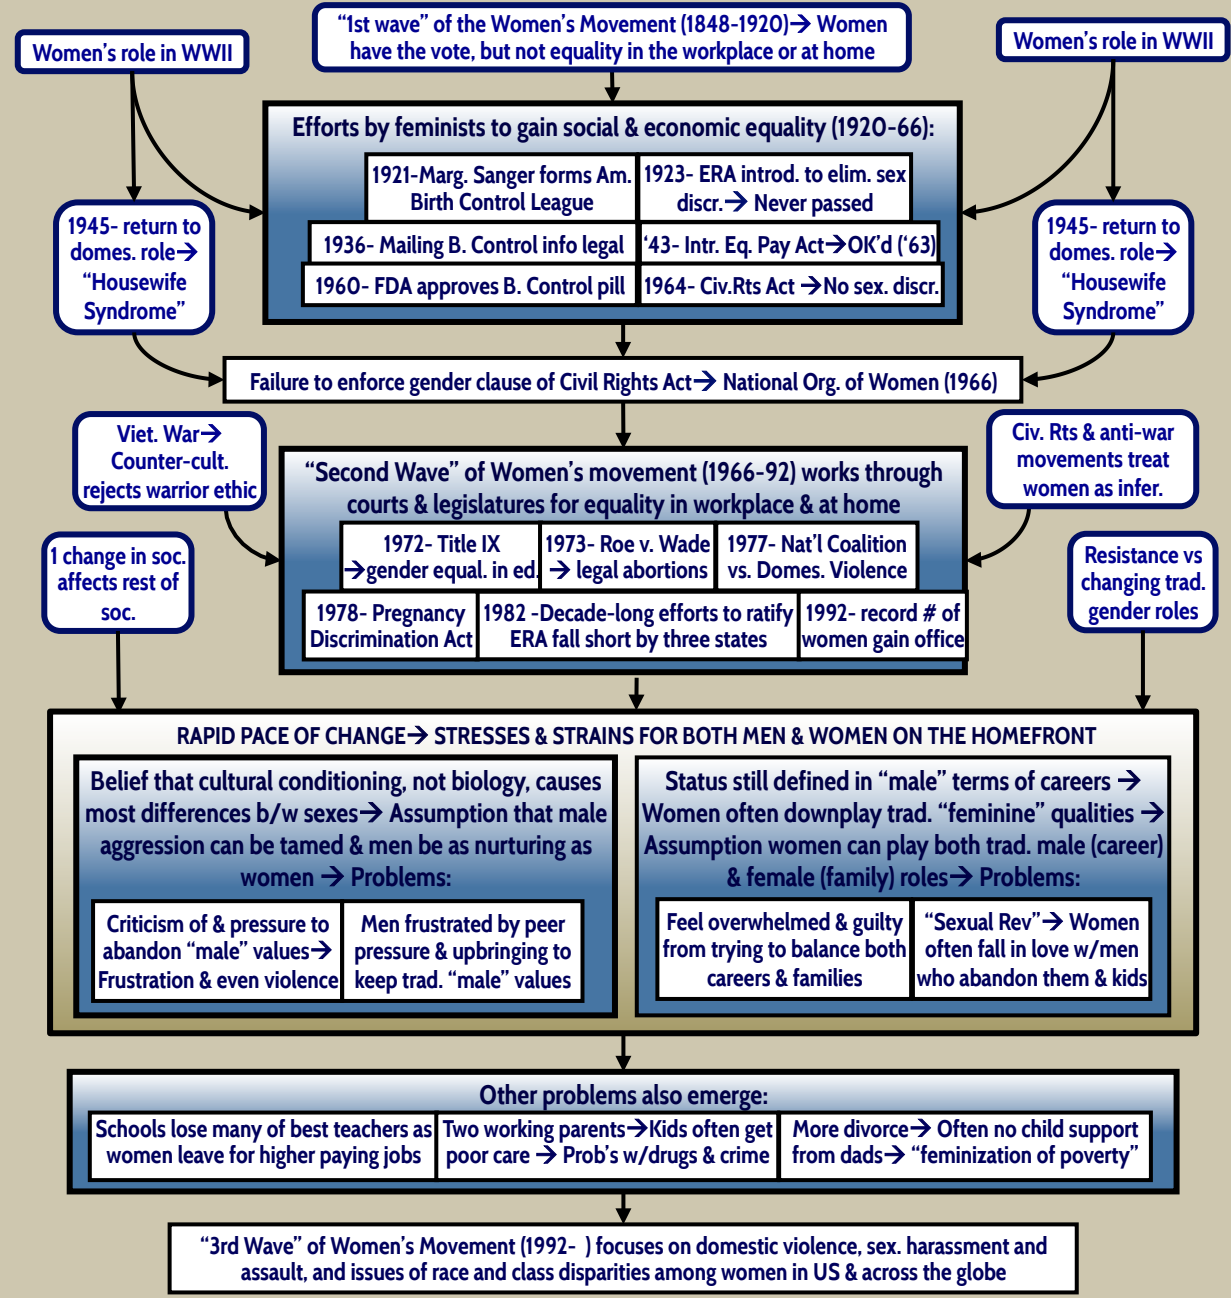 “1st wave” of the Women’s Movement (1848-1920)→ Women
have the vote, but not equality in the workplace or at home
Women’s role in WWII
Women’s role in WWII
Efforts by feminists to gain social & economic equality (1920-66):
1921-Marg. Sanger forms Am.
Birth Control League
1923- ERA introd. to elim. sex
discr.→ Never passed
1936- Mailing B. Control info legal
‘43- Intr. Eq. Pay Act→OK’d (‘63)
1960- FDA approves B. Control pill
1964- Civ.Rts Act →No sex. discr.
1945- return to
domes. role→
“Housewife
Syndrome”
1945- return to
domes. role→
“Housewife
Syndrome”
Failure to enforce gender clause of Civil Rights Act→ National Org. of Women (1966)
Viet. War→
Counter-cult.
rejects warrior ethic
Civ. Rts & anti-war
movements treat
women as infer.
“Second Wave” of Women’s movement (1966-92) works through
courts & legislatures for equality in workplace & at home
1972- Title IX
→gender equal. in ed.
1973- Roe v. Wade
→ legal abortions
1977- Nat’l Coalition
vs. Domes. Violence
1978- Pregnancy
Discrimination Act
1982 -Decade-long efforts to ratify
ERA fall short by three states
1992- record # of
women gain office
1 change in soc.
affects rest of
soc.
Resistance vs
changing trad.
gender roles
RAPID PACE OF CHANGE→ STRESSES & STRAINS FOR BOTH MEN & WOMEN ON THE HOMEFRONT
Belief that cultural conditioning, not biology, causes
most differences b/w sexes→ Assumption that male
aggression can be tamed & men be as nurturing as
women → Problems:
Criticism of & pressure to
abandon “male” values→
Frustration & even violence
Men frustrated by peer
pressure & upbringing to
keep trad. “male” values
Status still defined in “male” terms of careers →
Women often downplay trad. “feminine” qualities →
Assumption women can play both trad. male (career)
& female (family) roles→ Problems:
Feel overwhelmed & guilty
from trying to balance both
careers & families
“Sexual Rev”→ Women
often fall in love w/men
who abandon them & kids
Other problems also emerge:
Schools lose many of best teachers as
women leave for higher paying jobs
Two working parents→Kids often get
poor care → Prob’s w/drugs & crime
More divorce→ Often no child support
from dads→ “feminization of poverty”
“3rd Wave” of Women’s Movement (1992- ) focuses on domestic violence, sex. harassment and
assault, and issues of race and class disparities among women in US & across the globe